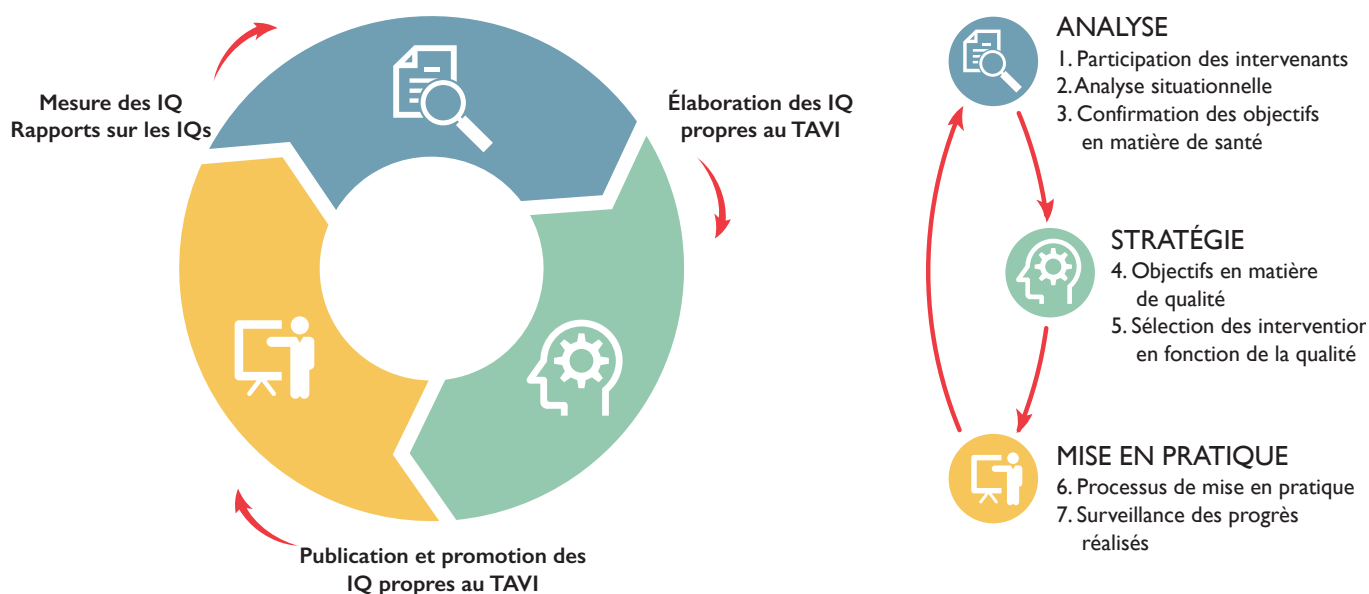 Mesure des IQ
Rapports sur les IQs
Élaboration des IQ
propres au TAVI
Publication et promotion des
IQ propres au TAVI
ANALYSE
1. Participation des intervenants
2. Analyse situationnelle
3. Confirmation des objectifs
en matière de santé
STRATÉGIE
4. Objectifs en matière
de qualité
5. Sélection des intervention
en fonction de la qualité
MISE EN PRATIQUE
6. Processus de mise en pratique
7. Surveillance des progrès
réalisés